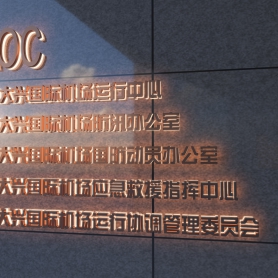 AOC
大兴国际机场运行中心
大兴国际机场防汛办公室
大兴国际机场国防动员办公室
大兴国际机场应急救援指挥中心
大兴国际机场运行协调管理委员会